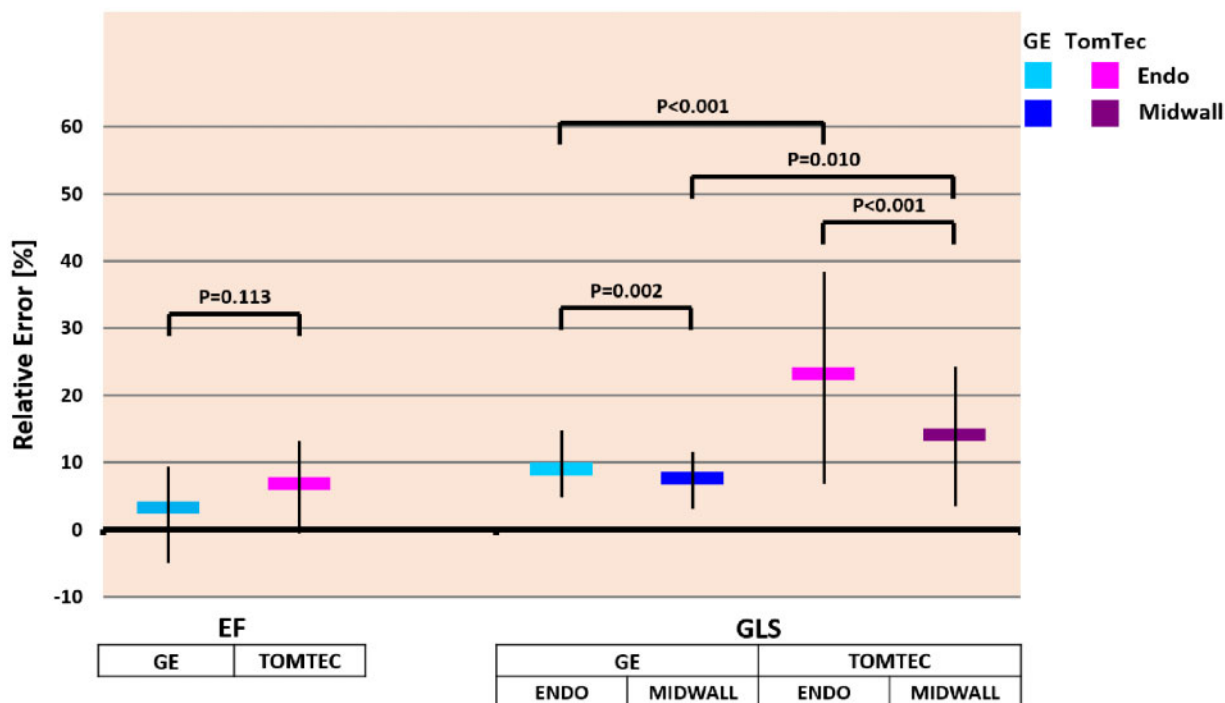 GE TomTec
Endo
Midwall
Relative Error [%]
60
50
40
30
20
10
0
-10
P<0.001
P=0.010
P<0.001
P=0.113
P=0.002
EF
GLS
GE TOMTEC
GE TOMTEC
ENDO MIDWALL ENDO MIDWALL